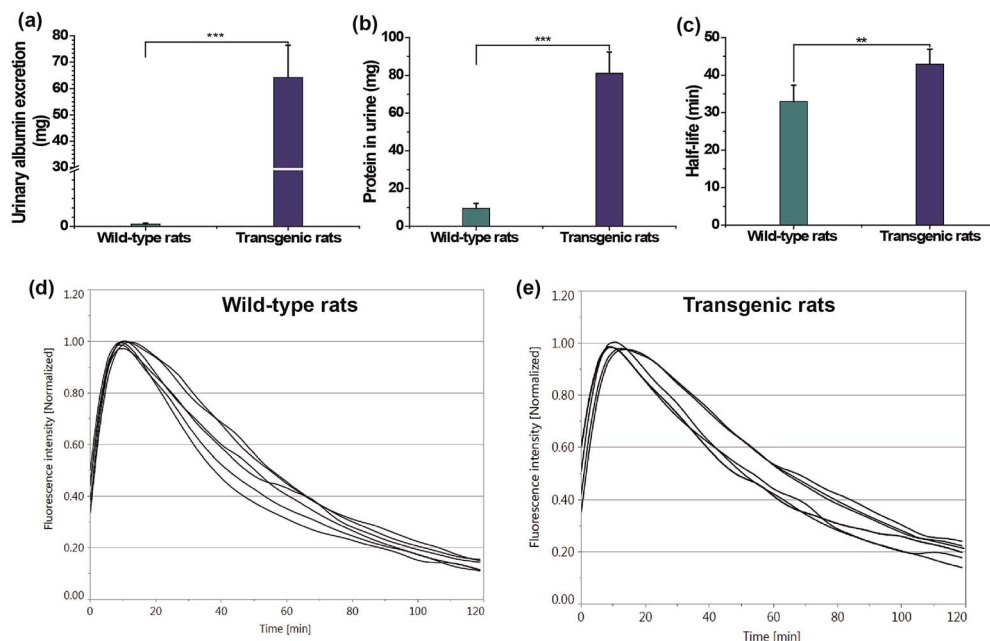 (a)
Urinary albumin excretion
(mg)
80
70
60
50
40
30
0
***
Wild-type rats
Transgenic rats
(b)
Protein in urine (mg)
100
80
60
40
20
0
***
Wild-type rats
Transgenic rats
(c)
Half-life (min)
50
40
30
20
10
0
**
Wild-type rats
Transgenic rats
(d)
Wild-type rats
Fluorescence intensity [Normalized]
1.20
1.00
0.80
0.60
0.40
0.20
0.00
0 20 40 60 80 100 120
Time [min]
(e)
Transgenic rats
Fluorescence intensity [Normalized]
1.20
1.00
0.80
0.60
0.40
0.20
0.00
0 20 40 60 80 100 120
Time [min]